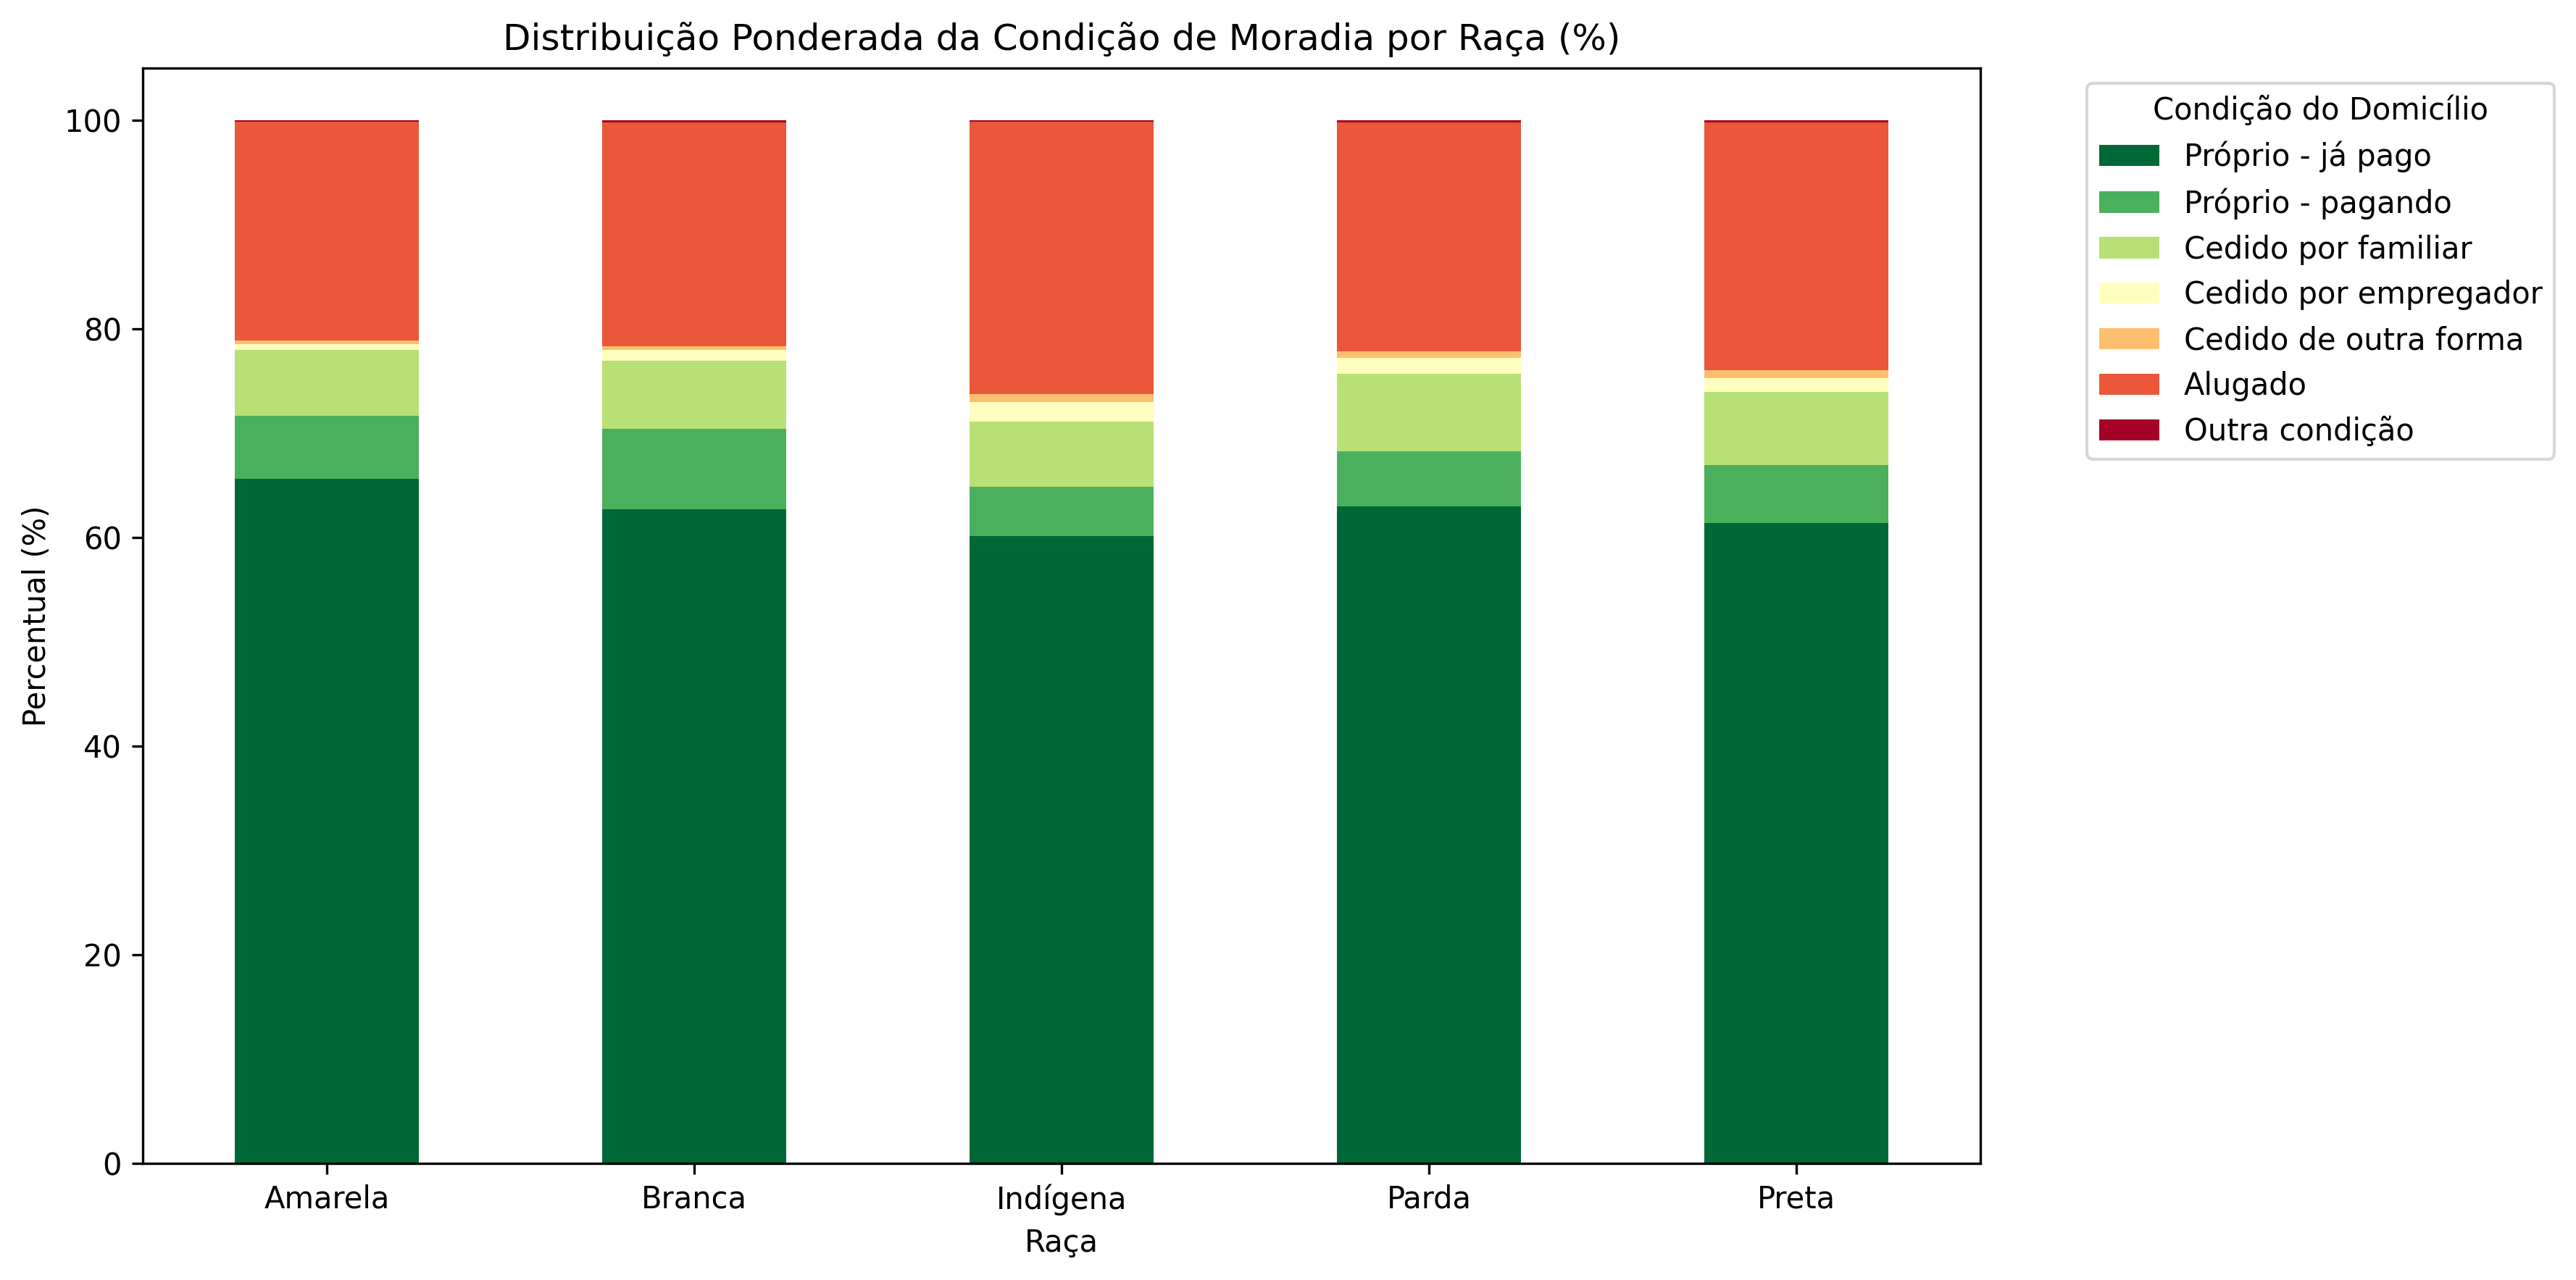 Distribuição Ponderada da Condição de Moradia por Raça (%)
Percentual (%)
100
80
60
40
20
0
Amarela
Branca
Indígena
Parda
Preta
Raça
Condição do Domicílio
Próprio - já pago
Próprio - pagando
Cedido por familiar
Cedido por empregador
Cedido de outra forma
Alugado
Outra condição